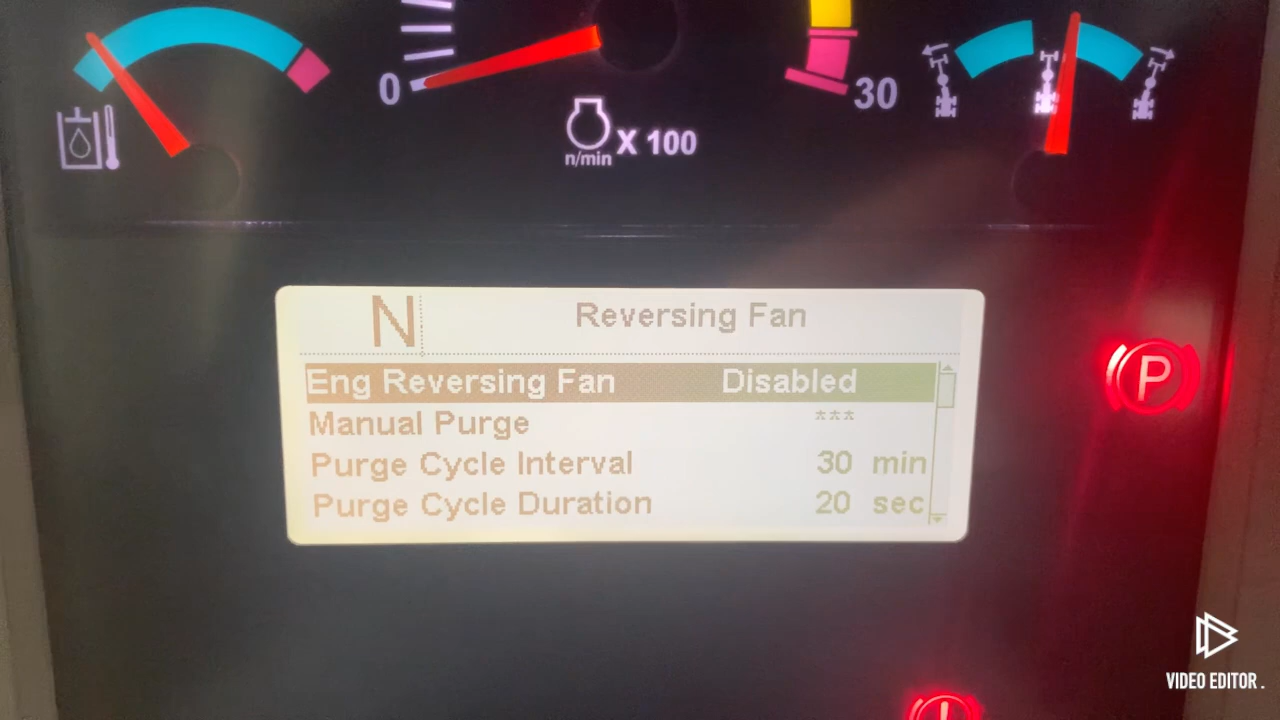 0
30
n/min
X 100
N
Reversing Fan
Eng Reversing Fan Disabled
Manual Purge ***
Purge Cycle Interval 30 min
Purge Cycle Duration 20 sec
P
VIDEO EDITOR .